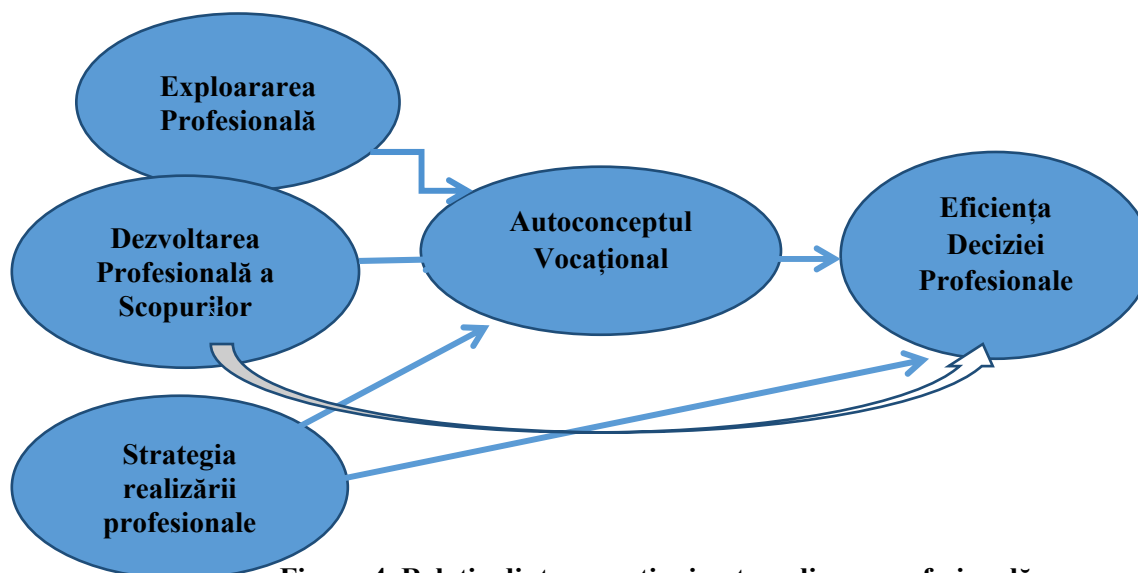 Exploararea
Profesională
Dezvoltarea
Profesională a
Scopurilor
Autoconceptul
Vocațional
Eficiența
Deciziei
Profesionale
Strategia
realizării
profesionale